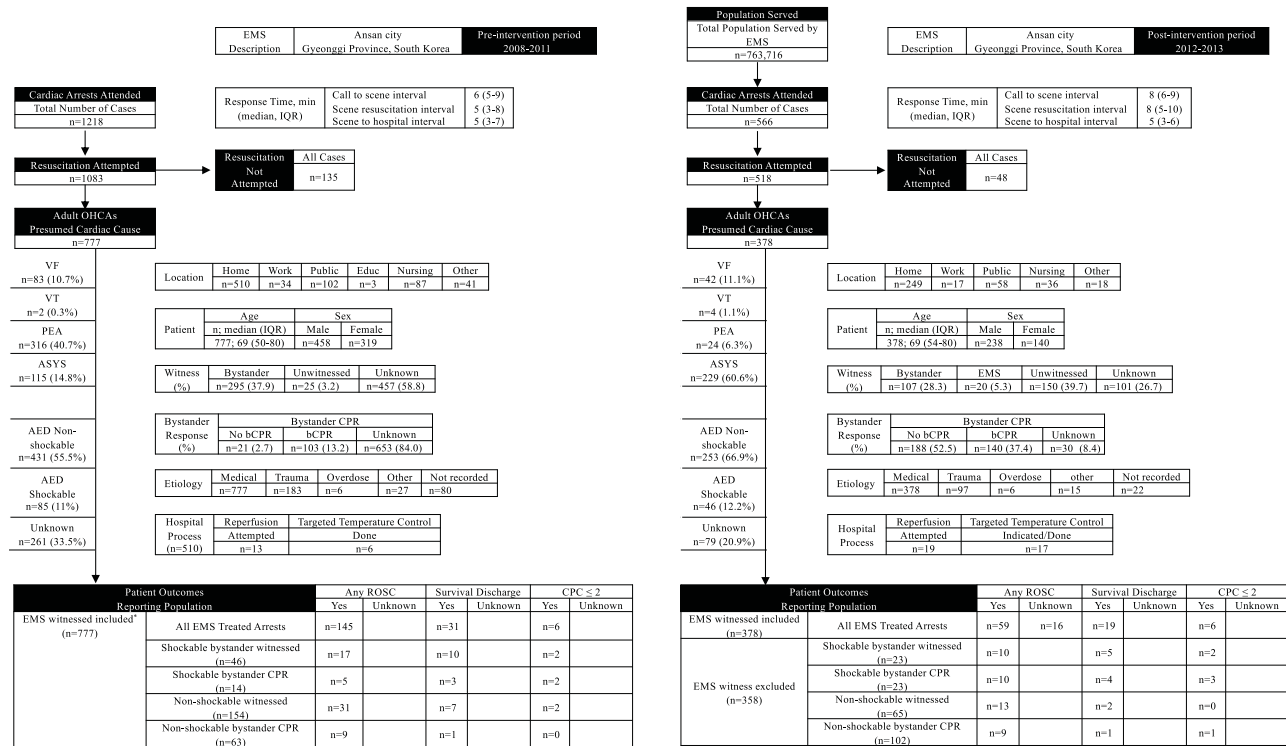 EMS Description
Ansan city
Gyeonggi Province, South Korea
Pre-intervention period
2008-2011
Cardiac Arrests Attended
Total Number of Cases
n=1218
Response Time, min
(median, IQR)
Call to scene interval 6 (5-9)
Scene resuscitation interval 5 (3-8)
Scene to hospital interval 5 (3-7)
Resuscitation Attempted
n=1083
Resuscitation
Not
Attempted
All Cases
n=135
Adult OHCAs
Presumed Cardiac Cause
n=777
VF
n=83 (10.7%)
VT
n=2 (0.3%)
PEA
n=316 (40.7%)
ASYS
n=115 (14.8%)
AED Non-
shockable
n=431 (55.5%)
AED
Shockable
n=85 (11%)
Unknown
n=261 (33.5%)
Location Home Work Public Educ Nursing Other
n=510 n=34 n=102 n=3 n=87 n=41
Patient Age Sex
n; median (IQR) Male Female
777; 69 (50-80) n=458 n=319
Witness
(%)
Bystander Unwitnessed Unknown
n=295 (37.9) n=25 (3.2) n=457 (58.8)
Bystander
Response
(%)
Bystander CPR
No bCPR bCPR Unknown
n=21 (2.7) n=103 (13.2) n=653 (84.0)
Etiology Medical Trauma Overdose Other Not recorded
n=777 n=183 n=6 n=27 n=80
Hospital
Process
(n=510)
Reperfusion Targeted Temperature Control
Attempted Done
n=13 n=6
Patient Outcomes Any ROSC Survival Discharge CPC ≤ 2
Reporting Population Yes Unknown Yes Unknown Yes Unknown
EMS witnessed included*
(n=777)
All EMS Treated Arrests n=145 n=31 n=6
Shockable bystander witnessed
(n=46) n=17 n=10 n=2
Shockable bystander CPR
(n=14) n=5 n=3 n=2
Non-shockable witnessed
(n=154) n=31 n=7 n=2
Non-shockable bystander CPR
(n=63) n=9 n=1 n=0
Population Served
Total Population Served by
EMS
n=763,716
EMS Description
Ansan city
Gyeonggi Province, South Korea
Post-intervention period
2012-2013
Cardiac Arrests Attended
Total Number of Cases
n=566
Response Time, min
(median, IQR)
Call to scene interval 8 (6-9)
Scene resuscitation interval 8 (5-10)
Scene to hospital interval 5 (3-6)
Resuscitation Attempted
n=518
Resuscitation
Not
Attempted
All Cases
n=48
Adult OHCAs
Presumed Cardiac Cause
n=378
VF
n=42 (11.1%)
VT
n=4 (1.1%)
PEA
n=24 (6.3%)
ASYS
n=229 (60.6%)
AED Non-
shockable
n=253 (66.9%)
AED
Shockable
n=46 (12.2%)
Unknown
n=79 (20.9%)
Location Home Work Public Nursing Other
n=249 n=17 n=58 n=36 n=18
Patient Age Sex
n; median (IQR) Male Female
378; 69 (54-80) n=238 n=140
Witness
(%)
Bystander EMS Unwitnessed Unknown
n=107 (28.3) n=20 (5.3) n=150 (39.7) n=101 (26.7)
Bystander
Response
(%)
Bystander CPR
No bCPR bCPR Unknown
n=188 (52.5) n=140 (37.4) n=30 (8.4)
Etiology Medical Trauma Overdose other Not recorded
n=378 n=97 n=6 n=15 n=22
Hospital
Process
Reperfusion Targeted Temperature Control
Attempted Indicated/Done
n=19 n=17
Patient Outcomes Any ROSC Survival Discharge CPC ≤ 2
Reporting Population Yes Unknown Yes Unknown Yes Unknown
EMS witnessed included
(n=378)
All EMS Treated Arrests n=59 n=16 n=19 n=6
EMS witness excluded
(n=358)
Shockable bystander witnessed
(n=23) n=10 n=5 n=2
Shockable bystander CPR
(n=23) n=10 n=4 n=3
Non-shockable witnessed
(n=65) n=13 n=2 n=0
Non-shockable bystander CPR
(n=102) n=9 n=1 n=1